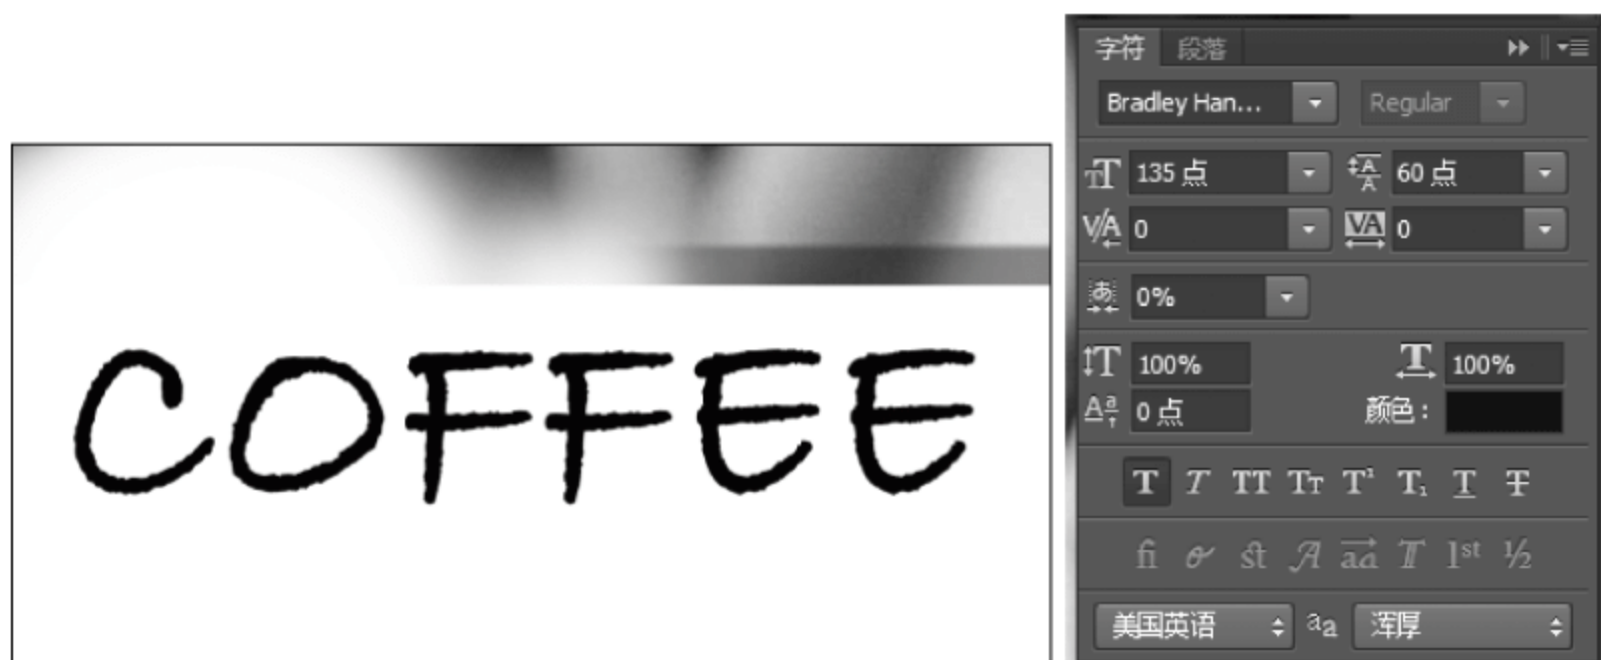 COFFEE
字符 段落
Bradley Han... Regular
135 点 60 点
0 0
0%
100% 100%
0 点 颜色：
T T TT Tr T¹ T₁ T T
fi st A ad T 1st ½
美国英语 aa 浑厚